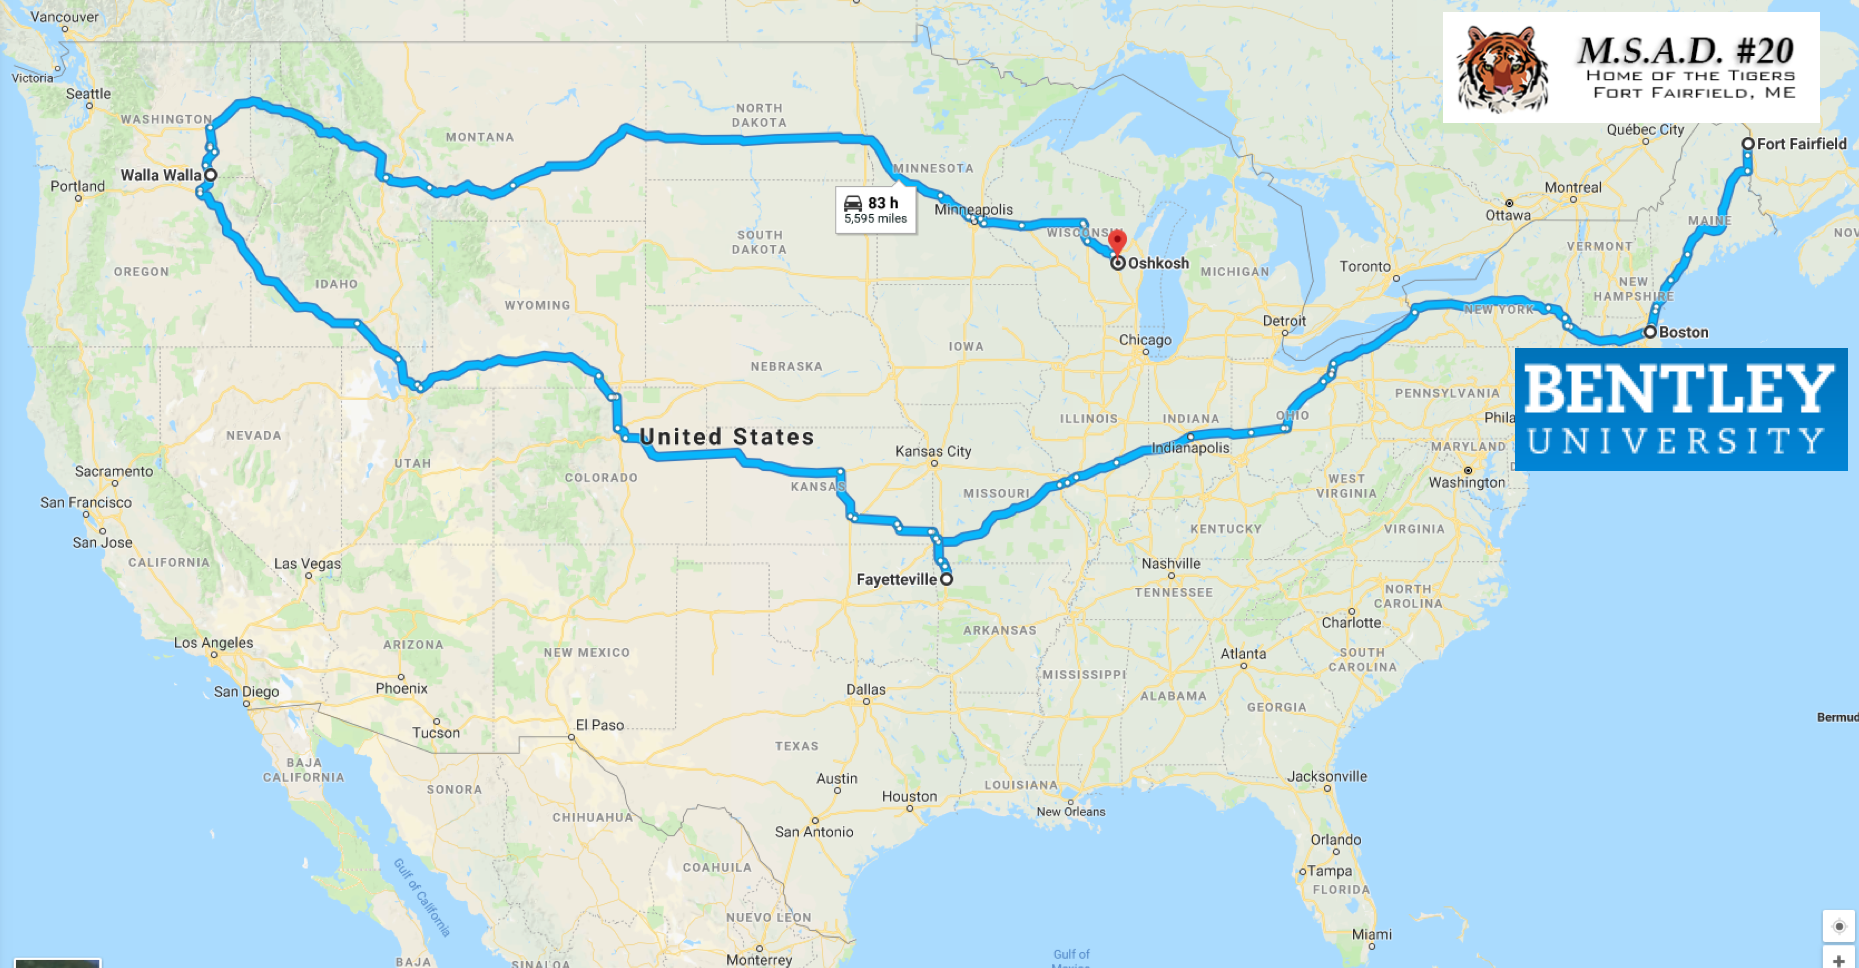 Vancouver
Victoria
Seattle
WASHINGTON
MONTANA
NORTH
DAKOTA
M.S.A.D. #20
HOME OF THE TIGERS
FORT FAIRFIELD, ME
Québec City
Fort Fairfield
Walla Walla
Portland
MINNESOTA
83 h
5,595 miles
Minneapolis
Montreal
Ottawa
MAINE
NOV
WISCONSIN
SOUTH
DAKOTA
Oshkosh
MICHIGAN
Toronto
VERMONT
OREGON
IDAHO
WYOMING
NEW
HAMPSHIRE
NEW YORK
Detroit
Boston
Chicago
IOWA
NEBRASKA
BENTLEY
UNIVERSITY
PENNSYLVANIA
Phila
ILLINOIS
INDIANA
OHIO
NEVADA
United States
Indianapolis
MARYLAND
Kansas City
Sacramento
UTAH
COLORADO
KANSAS
MISSOURI
WEST
VIRGINIA
Washington
San Francisco
San Jose
KENTUCKY
VIRGINIA
CALIFORNIA
Las Vegas
Fayetteville
Nashville
TENNESSEE
NORTH
CAROLINA
Charlotte
Los Angeles
ARIZONA
NEW MEXICO
ARKANSAS
Atlanta
SOUTH
CAROLINA
MISSISSIPPI
ALABAMA
GEORGIA
San Diego
Phoenix
Dallas
Tucson
El Paso
Bermud
TEXAS
BAJA
CALIFORNIA
SONORA
Austin
Houston
LOUISIANA
Jacksonville
New Orleans
CHIHUAHUA
San Antonio
Orlando
Tampa
FLORIDA
COAHUILA
Gulf of California
NUEVO LEON
Miami
Monterrey
BAJA
SINALOA
Gulf of
Mexico